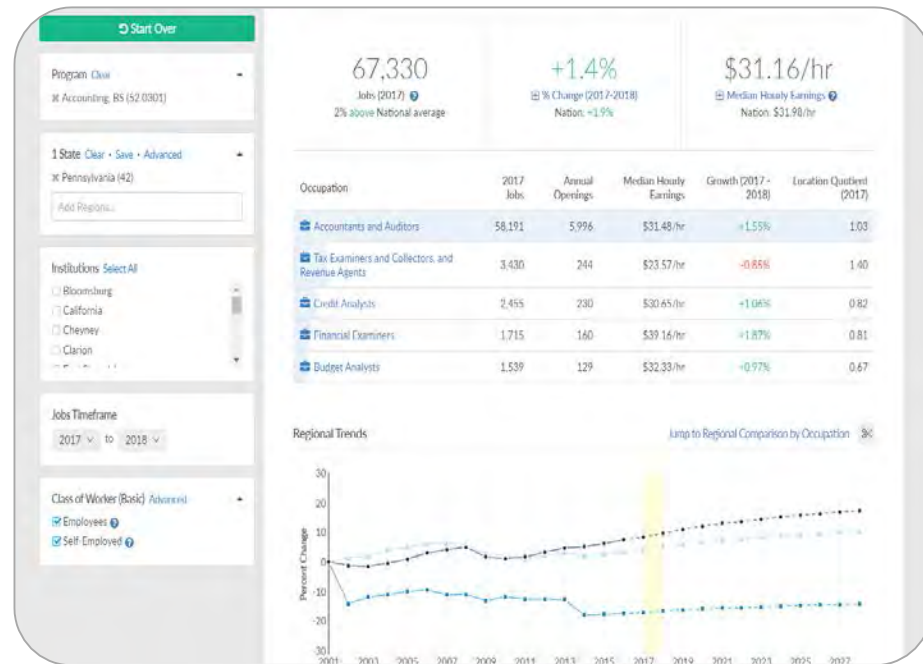 Start Over
Program Clear
Accounting, BS (52.0301)
1 State Clear • Save • Advanced
Pennsylvania (42)
Add Regions...
Institutions Select All
Bloomsburg
California
Cheyney
Clarion
Jobs Timeframe
2017 to 2018
Class of Worker (Basic) Advanced
Employees
Self-Employed
67,330
Jobs (2017)
2% above National average
+1.4%
% Change (2017-2018)
Nation: +1.9%
$31.16/hr
Median Hourly Earnings
Nation: $31.98/hr
Occupation
2017 Jobs
Annual Openings
Median Hourly Earnings
Growth (2017 - 2018)
Location Quotient (2017)
Accountants and Auditors 58,191 5,996 $31.48/hr +1.55% 1.03
Tax Examiners and Collectors, and
Revenue Agents 3,430 244 $23.57/hr -0.85% 1.40
Credit Analysts 2,455 230 $30.65/hr +1.06% 0.82
Financial Examiners 1,715 160 $39.16/hr +1.87% 0.81
Budget Analysts 1,539 129 $32.33/hr +0.97% 0.67
Regional Trends
Jump to Regional Comparison by Occupation
Percent Change
30
20
10
0
-10
-20
-30
2001 2003 2005 2007 2009 2011 2013 2015 2017 2019 2021 2023 2025 2027